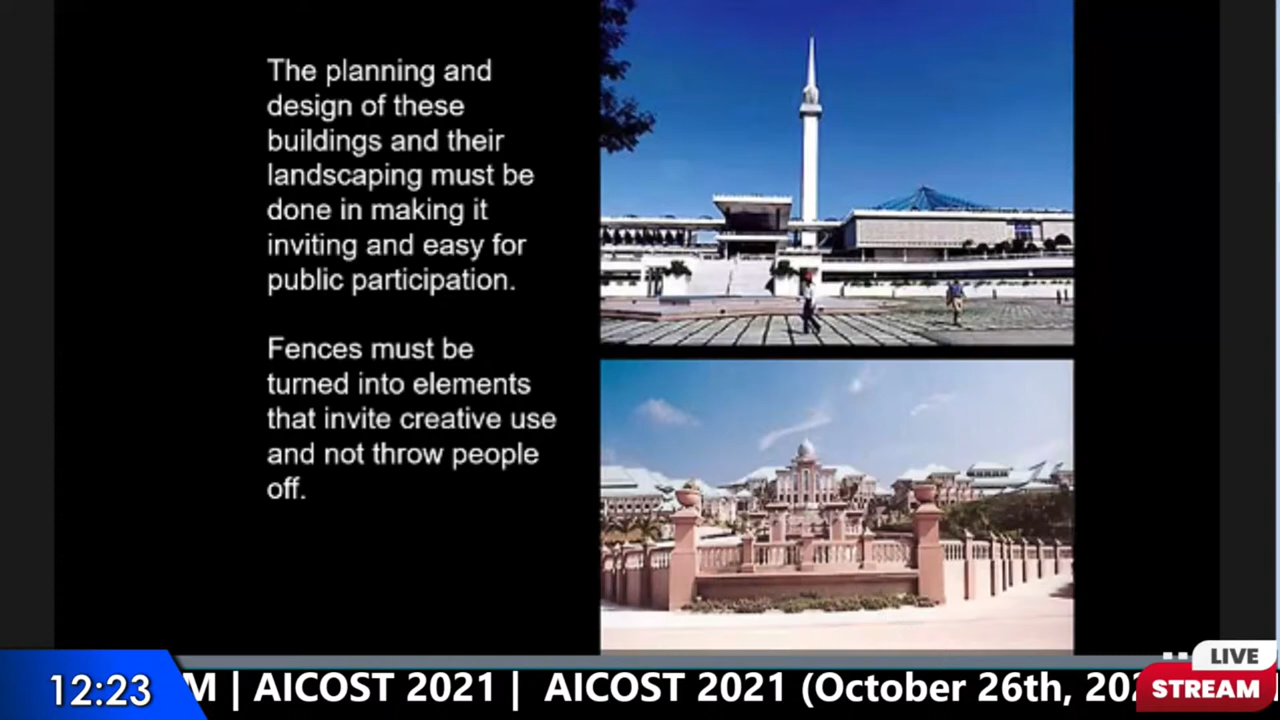 The planning and
design of these
buildings and their
landscaping must be
done in making it
inviting and easy for
public participation.
Fences must be
turned into elements
that invite creative use
and not throw people
off.
12:23
M | AICOST 2021 | AICOST 2021 (October 26th, 202
LIVE
STREAM